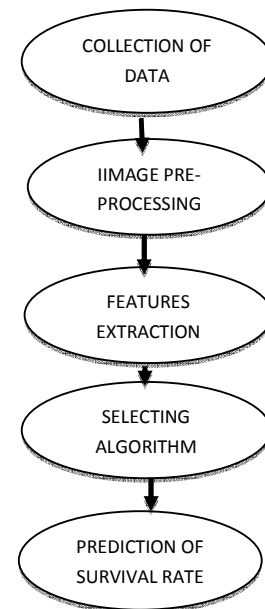 COLLECTION OF
DATA
IIMAGE PRE-
PROCESSING
FEATURES
EXTRACTION
SELECTING
ALGORITHM
PREDICTION OF
SURVIVAL RATE